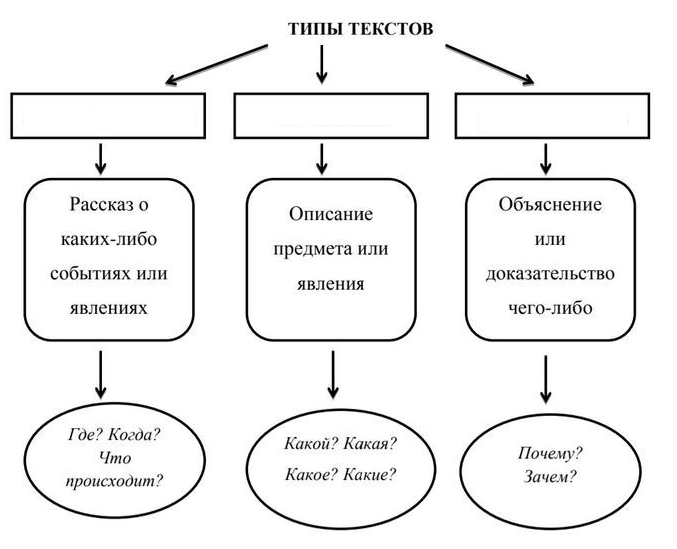 ТИПЫ ТЕКСТОВ
Рассказ о
каких-либо
событиях или
явлениях
Описание
предмета или
явления
Объяснение
или
доказательство
чего-либо
Где? Когда?
Что
происходит?
Какой? Какая?
Какое? Какие?
Почему?
Зачем?